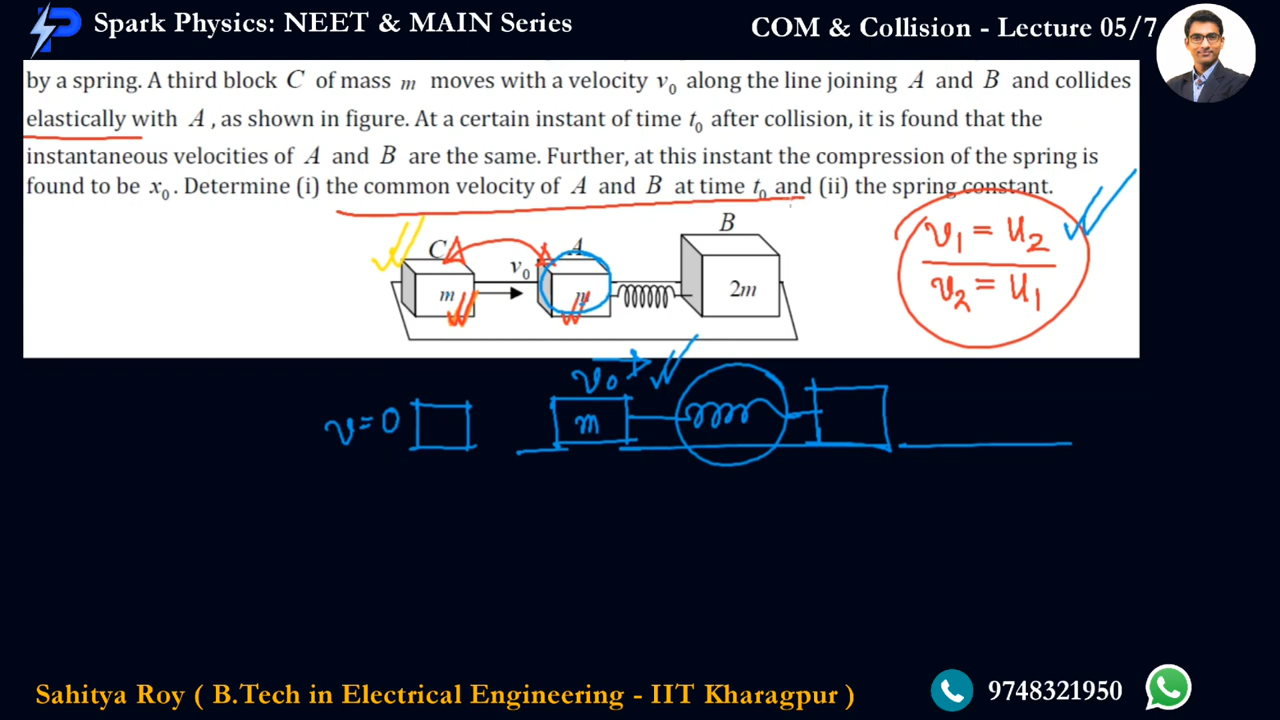 Spark Physics: NEET & MAIN Series
COM & Collision - Lecture 05/7
by a spring. A third block C of mass m moves with a velocity v₀ along the line joining A and B and collides
elastically with A, as shown in figure. At a certain instant of time t₀ after collision, it is found that the
instantaneous velocities of A and B are the same. Further, at this instant the compression of the spring is
found to be x₀. Determine (i) the common velocity of A and B at time t₀ and (ii) the spring constant.
C
v₀
A
B
m
m
2m
v₁ = u₂
v₂ = u₁
v₀
v=0
m
Sahitya Roy ( B.Tech in Electrical Engineering - IIT Kharagpur )
9748321950